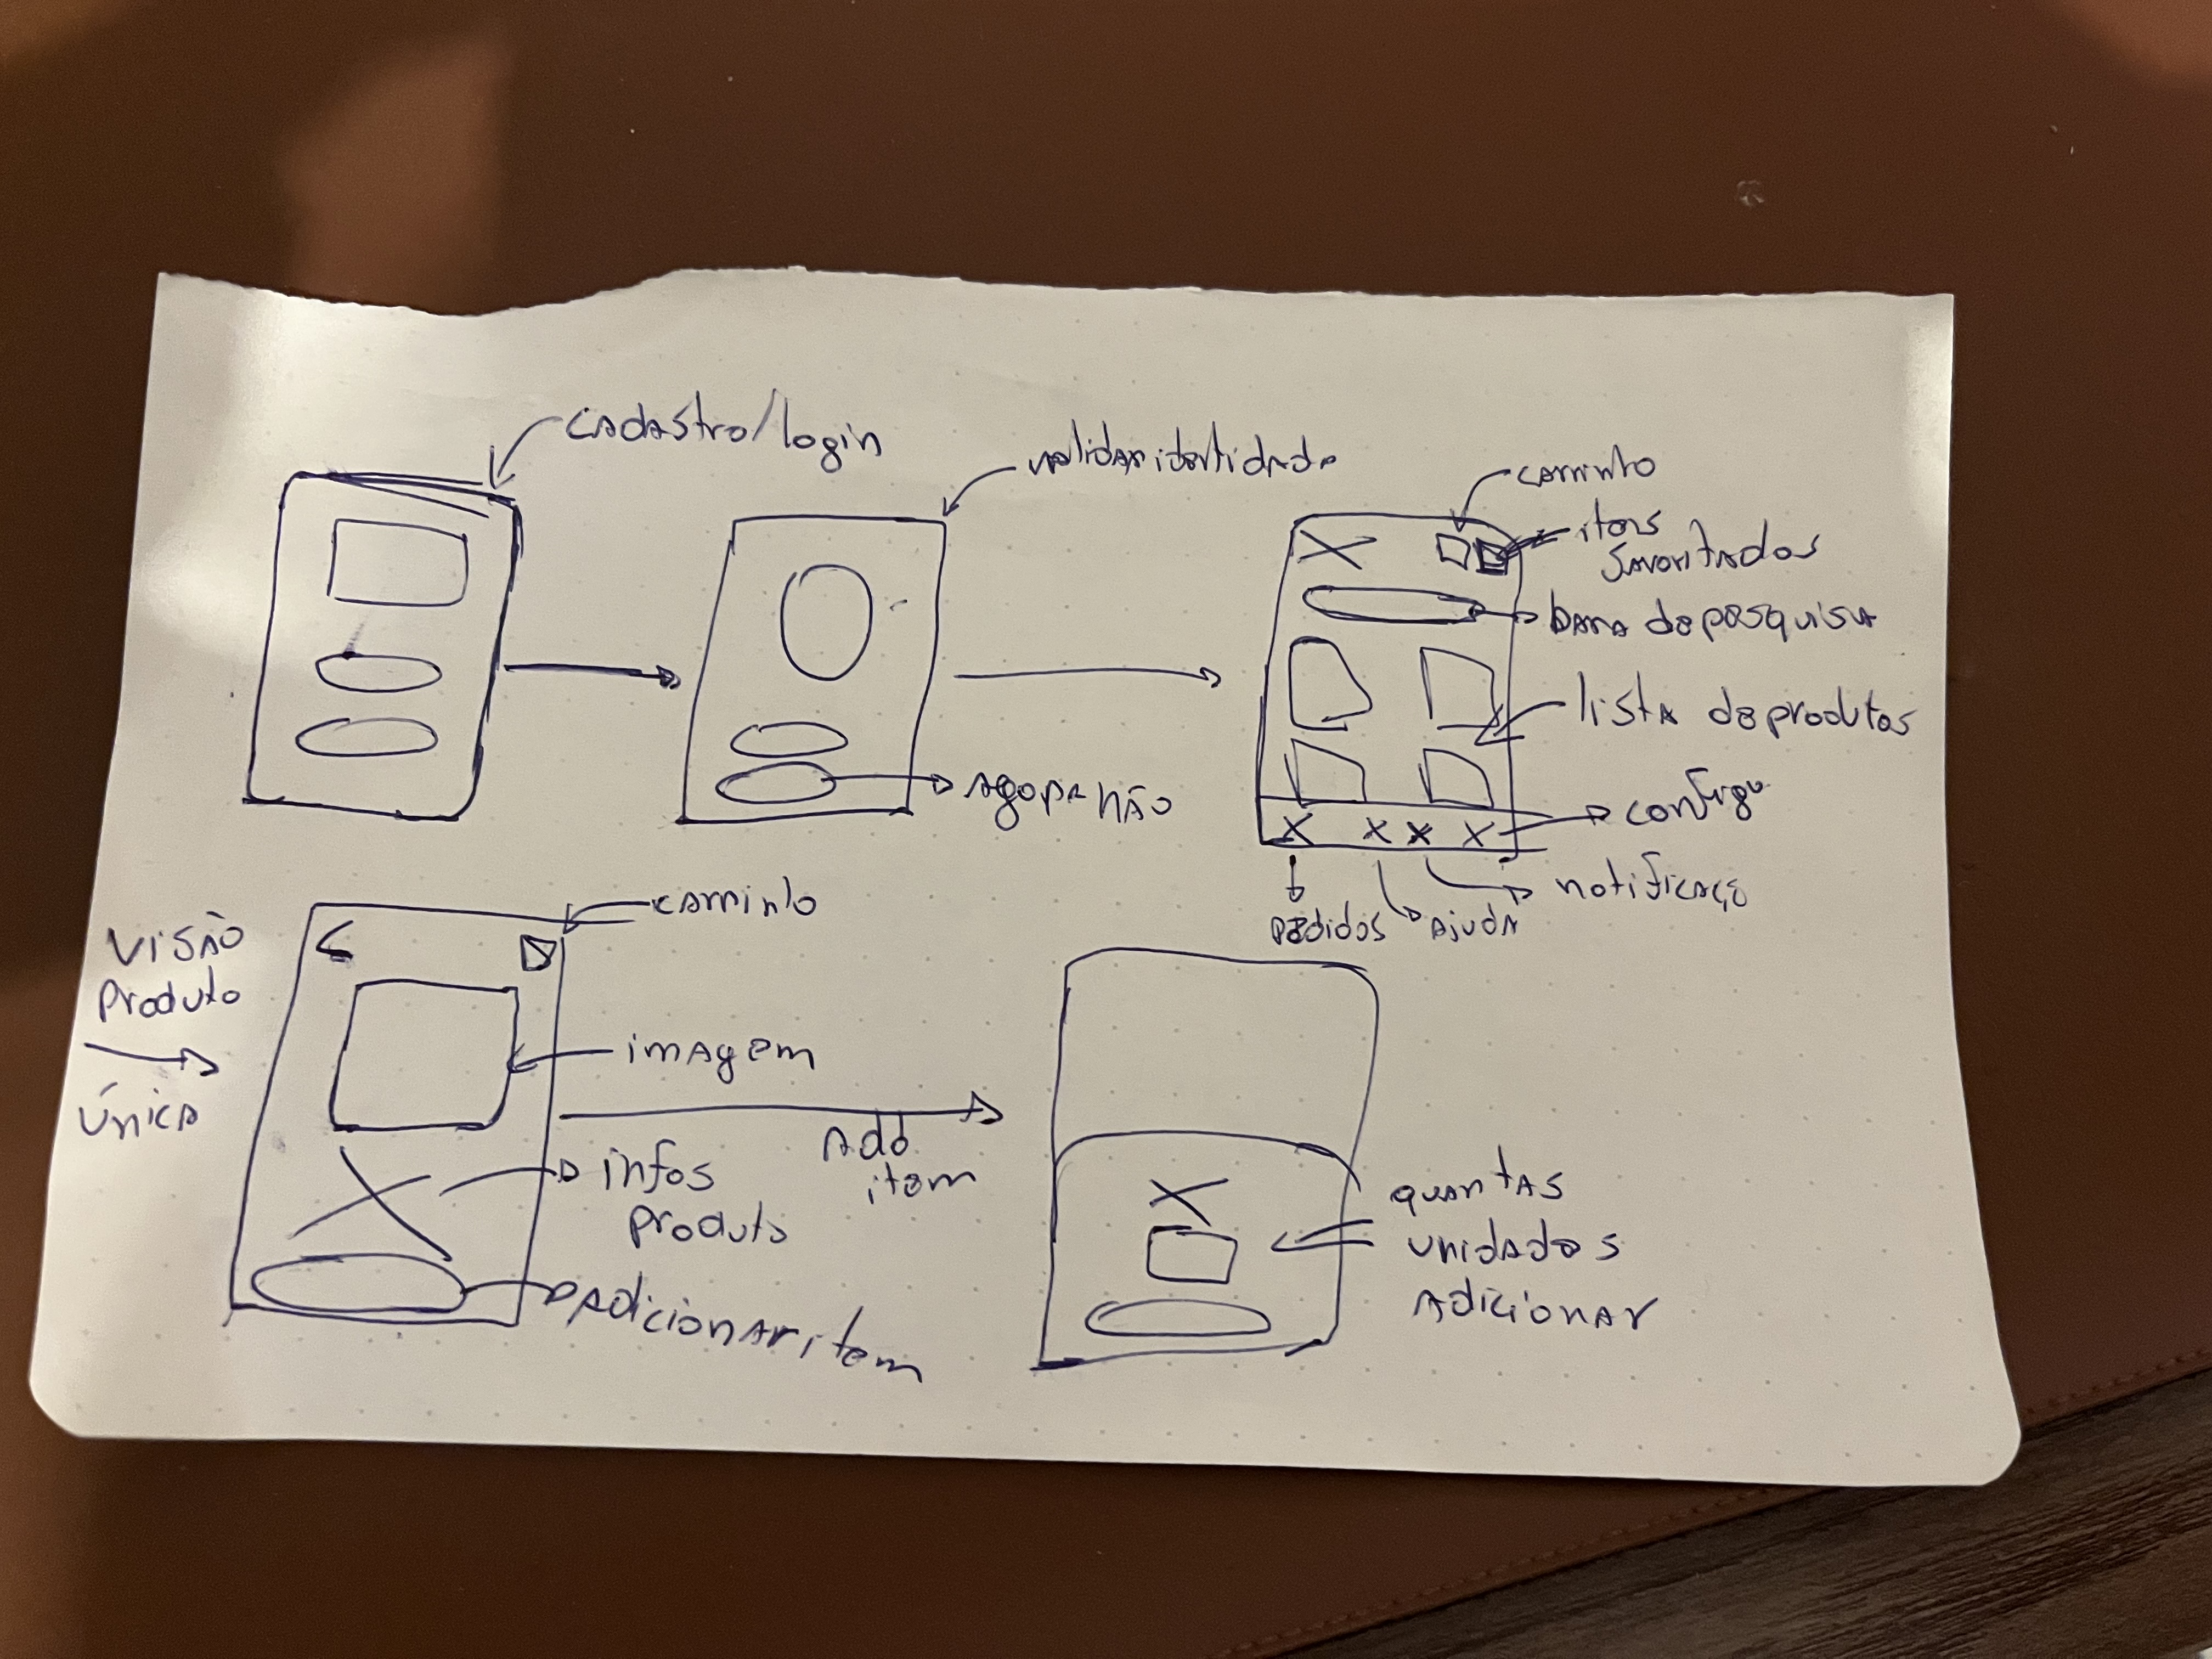 cadastro/login
validar identidade
carrinho
itens
favoritados
barra de pesquisa
lista de produtos
agora não
configu
notificaçõ
pedidos
ajuda
visão
produto
única
carrinho
imagem
add
item
infos
produto
adicionar item
quantas
unidades
adicionar